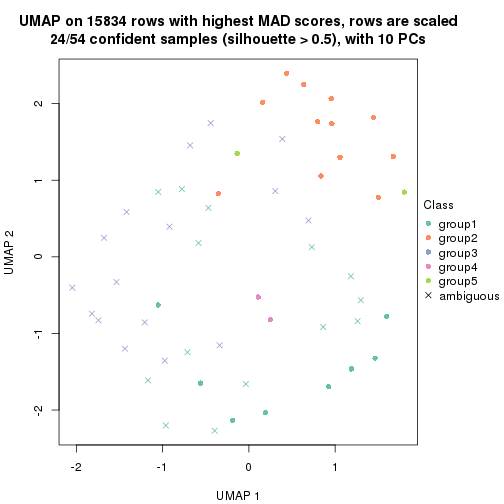 UMAP on 15834 rows with highest MAD scores, rows are scaled
24/54 confident samples (silhouette > 0.5), with 10 PCs
UMAP 2
2
1
0
-1
-2
-2
-1
0
1
UMAP 1
Class
group1
group2
group3
group4
group5
ambiguous